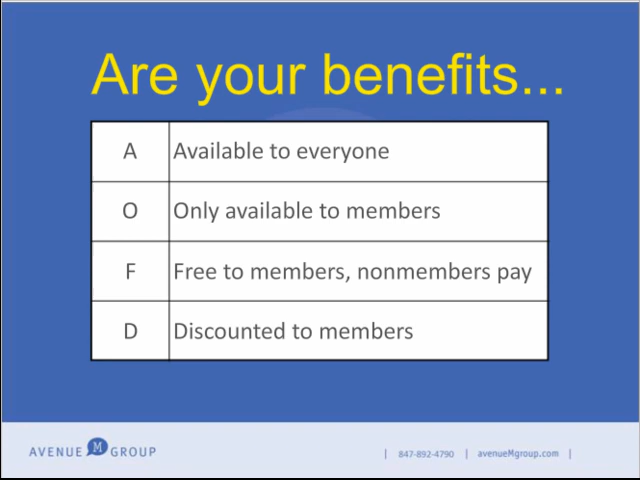 Are your benefits...
A Available to everyone
O Only available to members
F Free to members, nonmembers pay
D Discounted to members
AVENUE M GROUP | 847-892-4790 | avenueMgroup.com |